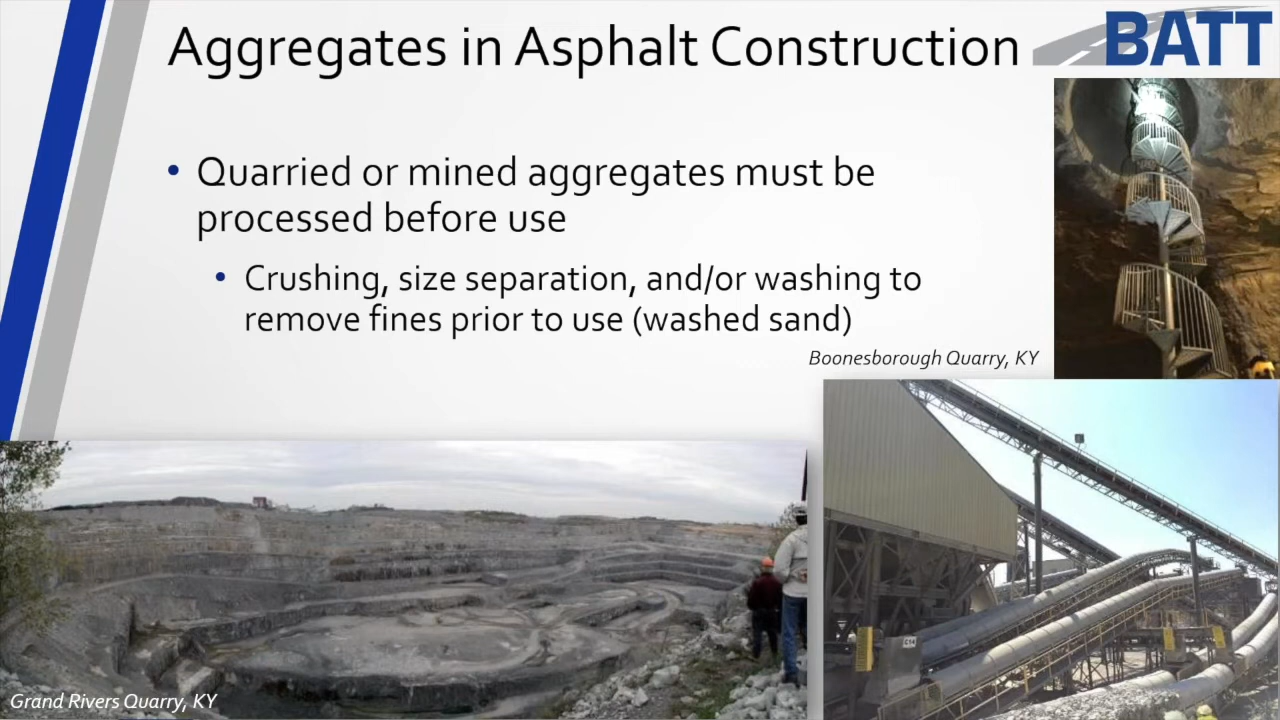 Aggregates in Asphalt Construction
BATT
• Quarried or mined aggregates must be
processed before use
• Crushing, size separation, and/or washing to
remove fines prior to use (washed sand)
Boonesborough Quarry, KY
C14
Grand Rivers Quarry, KY